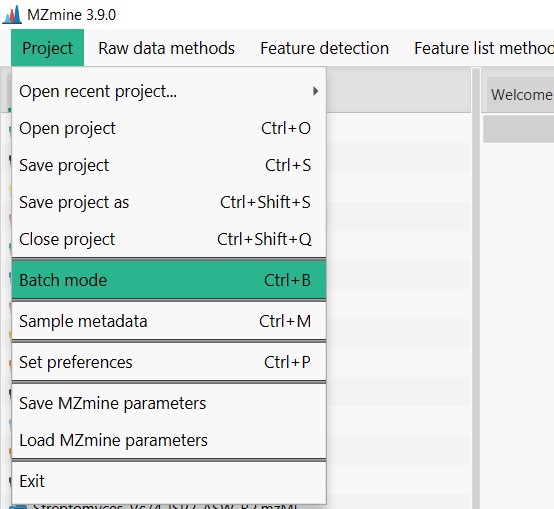 MZmine 3.9.0
Project Raw data methods Feature detection Feature list method
Welcome
Open recent project...
Open project Ctrl+O
Save project Ctrl+S
Save project as Ctrl+Shift+S
Close project Ctrl+Shift+Q
Batch mode Ctrl+B
Sample metadata Ctrl+M
Set preferences Ctrl+P
Save MZmine parameters
Load MZmine parameters
Exit